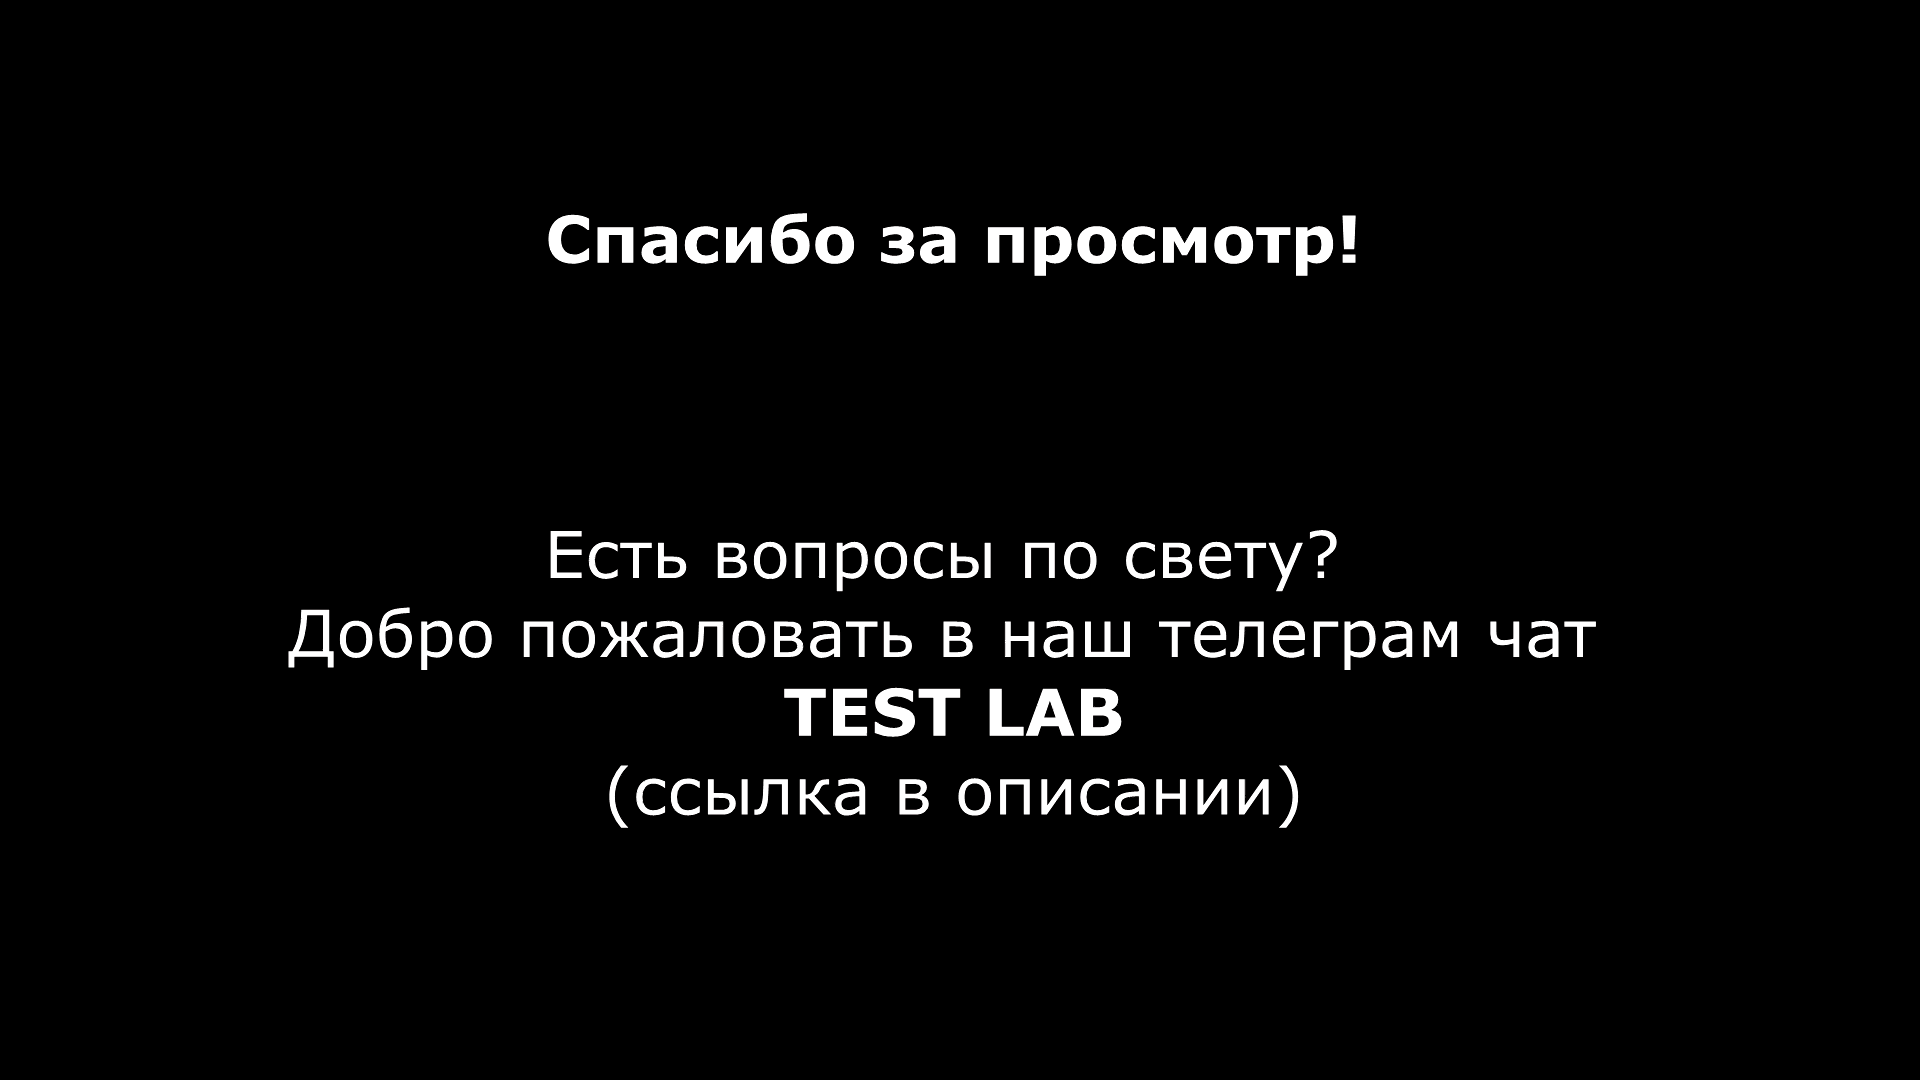 Спасибо за просмотр!
Есть вопросы по свету?
Добро пожаловать в наш телеграм чат
TEST LAB
(ссылка в описании)